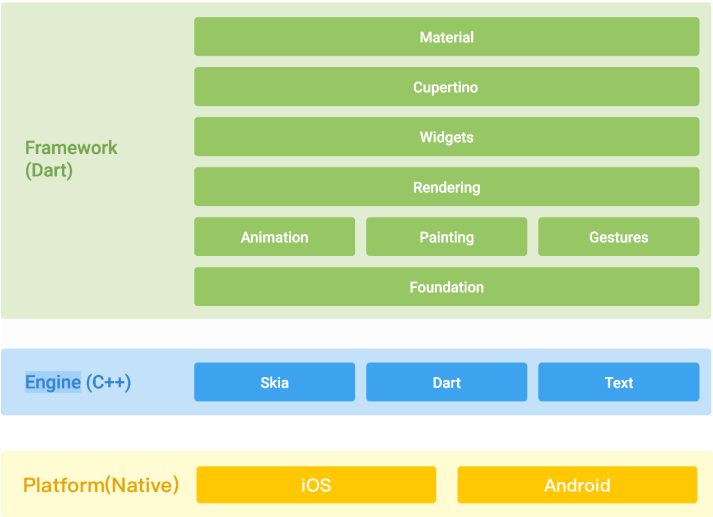 Material
Cupertino
Widgets
Framework
(Dart)
Rendering
Animation Painting Gestures
Foundation
Engine (C++) Skia Dart Text
Platform(Native) iOS Android